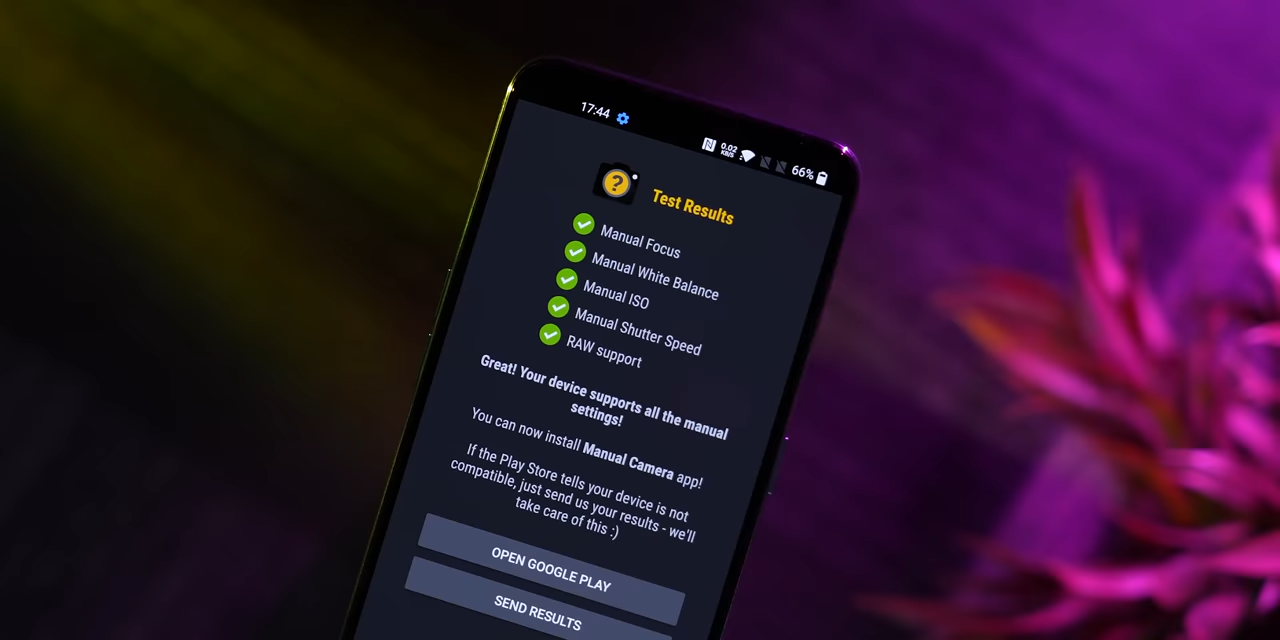 17:44
0.02
KB/S
66%
?
Test Results
Manual Focus
Manual White Balance
Manual ISO
Manual Shutter Speed
RAW support
Great! Your device supports all the manual
settings!
You can now install Manual Camera app!
If the Play Store tells your device is not
compatible, just send us your results - we'll
take care of this :)
OPEN GOOGLE PLAY
SEND RESULTS